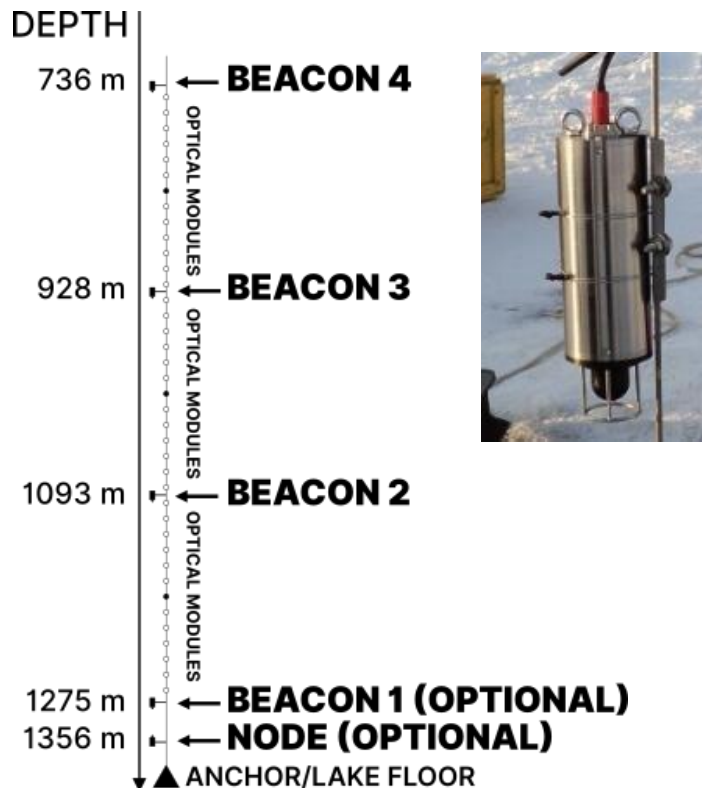 DEPTH
736 m BEACON 4
OPTICAL MODULES
928 m BEACON 3
OPTICAL MODULES
1093 m BEACON 2
OPTICAL MODULES
1275 m BEACON 1 (OPTIONAL)
1356 m NODE (OPTIONAL)
ANCHOR/LAKE FLOOR